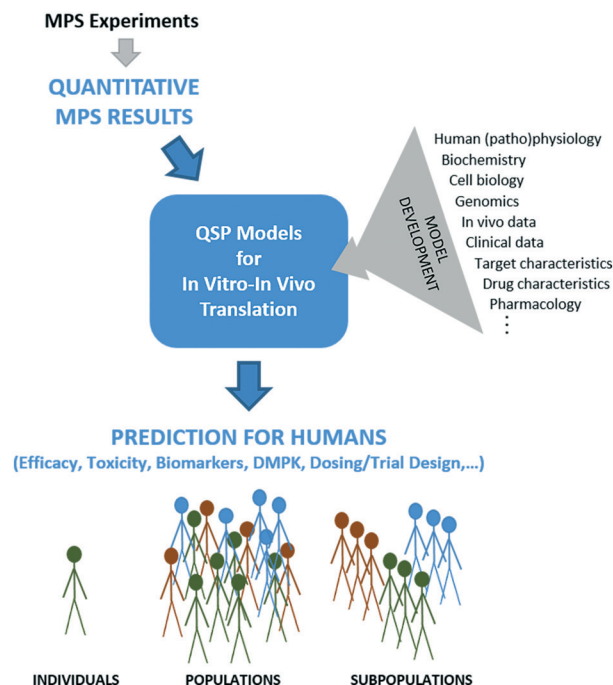 MPS Experiments
QUANTITATIVE
MPS RESULTS
QSP Models
for
In Vitro-In Vivo
Translation
MODEL
DEVELOPMENT
Human (patho)physiology
Biochemistry
Cell biology
Genomics
In vivo data
Clinical data
Target characteristics
Drug characteristics
Pharmacology
⋮
PREDICTION FOR HUMANS
(Efficacy, Toxicity, Biomarkers, DMPK, Dosing/Trial Design,...)
INDIVIDUALS
POPULATIONS
SUBPOPULATIONS